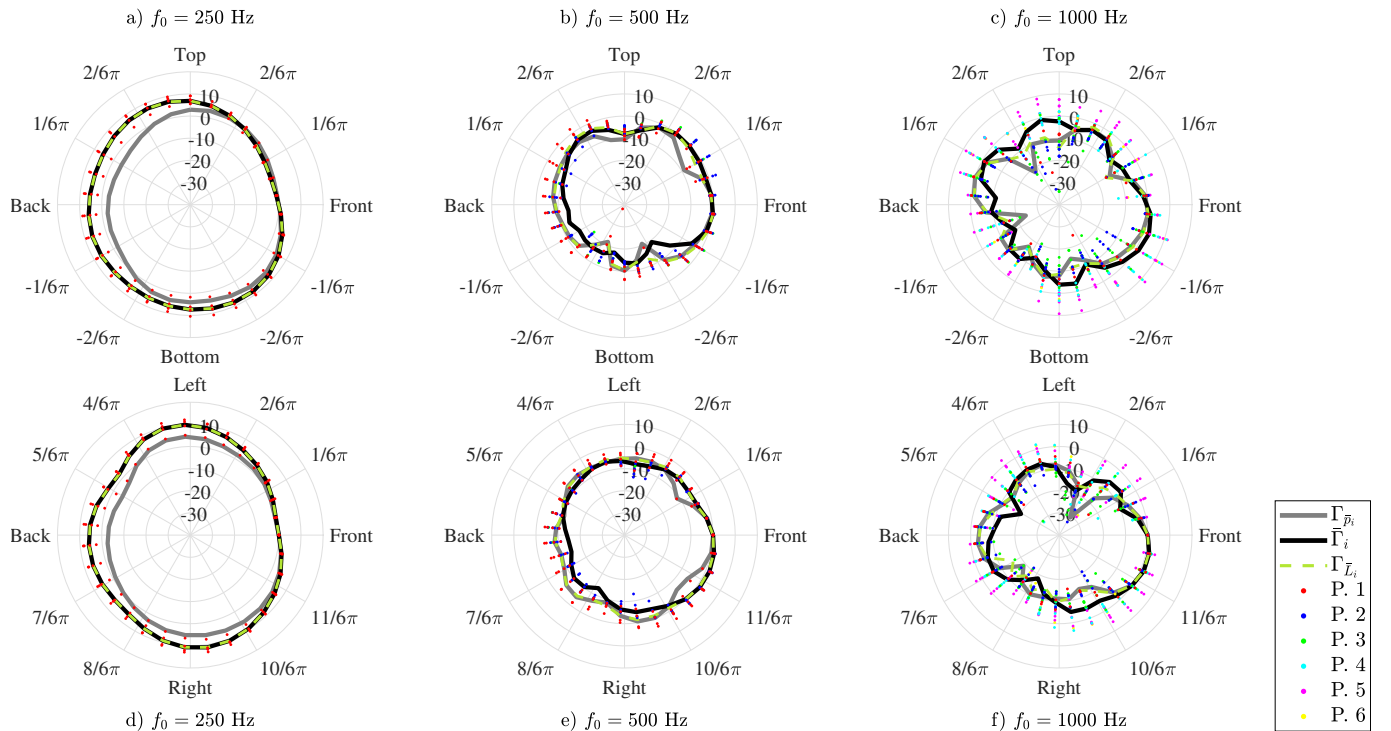 a) f₀ = 250 Hz
b) f₀ = 500 Hz
c) f₀ = 1000 Hz
Top
2/6π
2/6π
1/6π
1/6π
10
0
-10
-20
-30
Back
Front
-1/6π
-1/6π
-2/6π
-2/6π
Bottom
Top
2/6π
2/6π
1/6π
1/6π
10
0
-10
-20
-30
Back
Front
-1/6π
-1/6π
-2/6π
-2/6π
Bottom
Top
2/6π
2/6π
1/6π
1/6π
10
0
-10
-20
-30
Back
Front
-1/6π
-1/6π
-2/6π
-2/6π
Bottom
Left
4/6π
2/6π
5/6π
1/6π
10
0
-10
-20
-30
Back
Front
7/6π
11/6π
8/6π
10/6π
Right
Left
4/6π
2/6π
5/6π
1/6π
10
0
-10
-20
-30
Back
Front
7/6π
11/6π
8/6π
10/6π
Right
Left
4/6π
2/6π
5/6π
1/6π
10
0
-10
-20
-30
Back
Front
7/6π
11/6π
8/6π
10/6π
Right
d) f₀ = 250 Hz
e) f₀ = 500 Hz
f) f₀ = 1000 Hz
Γ_p̄ᵢ
Γ̄ᵢ
Γ_L̄ᵢ
P. 1
P. 2
P. 3
P. 4
P. 5
P. 6